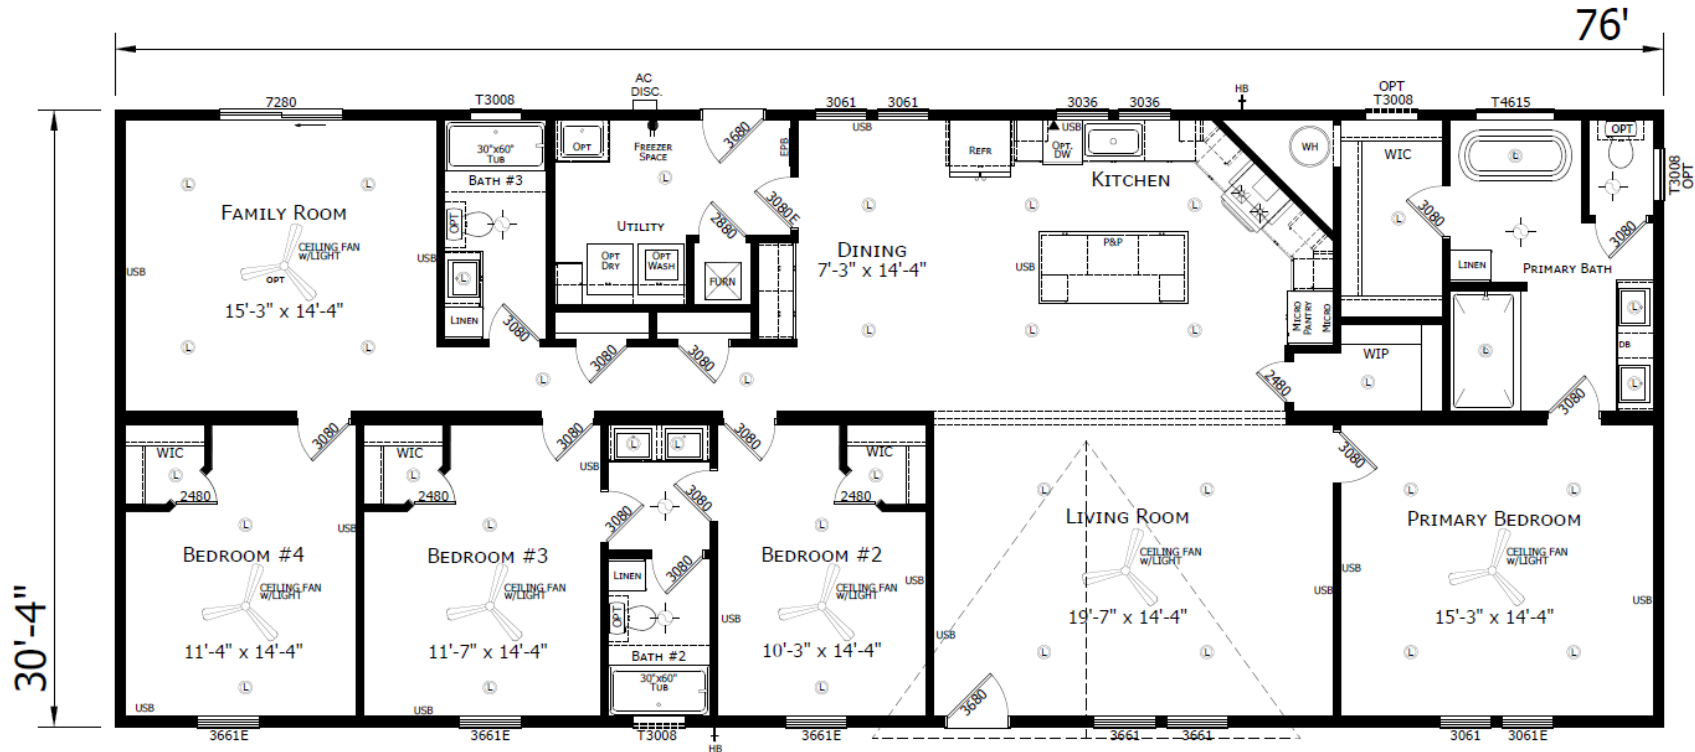 76'
30'-4"
AC
DISC.
HB
OPT
7280
T3008
3061
3061
3036
3036
T3008
T4615
30"x60"
TUB
OPT
FREEZER
SPACE
3680
EPB
USB
REFR
OPT.
DW
USB
WH
WIC
L
OPT
T3008
OPT
BATH #3
KITCHEN
L
L
L
FAMILY ROOM
OPT
UTILITY
2880
3080E
L
L
L
L
3080
3080
CEILING FAN
w/LIGHT
OPT
USB
USB
L
OPT
DRY
OPT
WASH
FURN
DINING
7'-3" x 14'-4"
USB
P&P
LINEN
PRIMARY BATH
15'-3" x 14'-4"
LINEN
3080
L
L
L
MICRO
PANTRY
MICRO
L
L
L
DB
L
L
3080
3080
WIP
L
L
L
2480
3080
3080
3080
3080
3080
WIC
L
2480
WIC
L
2480
USB
L
L
WIC
L
2480
3080
L
USB
L
3080
3080
L
L
L
L
L
LIVING ROOM
PRIMARY BEDROOM
BEDROOM #4
BEDROOM #3
BEDROOM #2
CEILING FAN
w/LIGHT
CEILING FAN
w/LIGHT
CEILING FAN
w/LIGHT
CEILING FAN
w/LIGHT
CEILING FAN
w/LIGHT
LINEN
3080
USB
USB
USB
USB
OPT
USB
USB
19'-7" x 14'-4"
15'-3" x 14'-4"
11'-4" x 14'-4"
11'-7" x 14'-4"
10'-3" x 14'-4"
BATH #2
30"x60"
TUB
L
L
L
L
L
L
L
3680
USB
USB
3661E
3661E
T3008
HB
3661E
3661
3661
3061
3061E